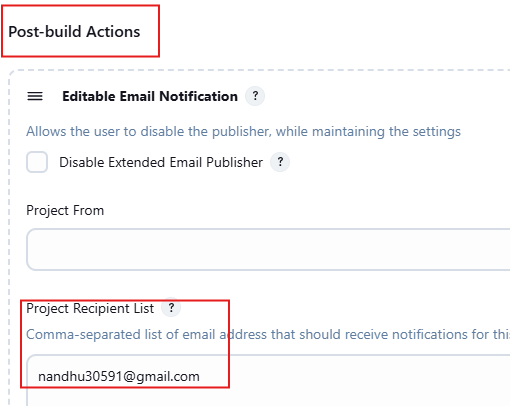 Post-build Actions
Editable Email Notification ?
Allows the user to disable the publisher, while maintaining the settings
Disable Extended Email Publisher ?
Project From
Project Recipient List ?
Comma-separated list of email address that should receive notifications for this
nandhu30591@gmail.com